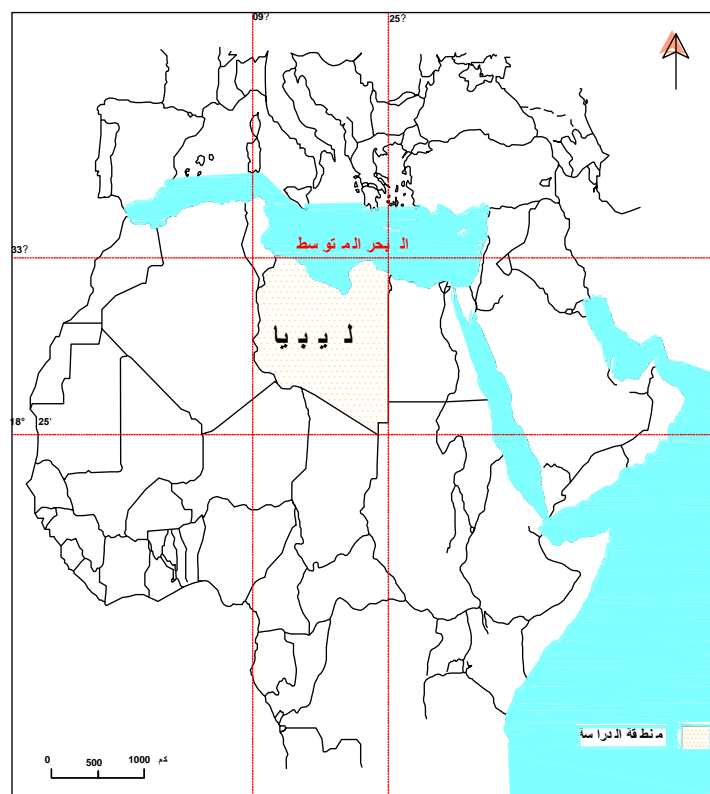 09? 25?
البحر المتوسط
33?
ليبيا
18° 25'
منطقة الدراسة
0 500 1000 كم